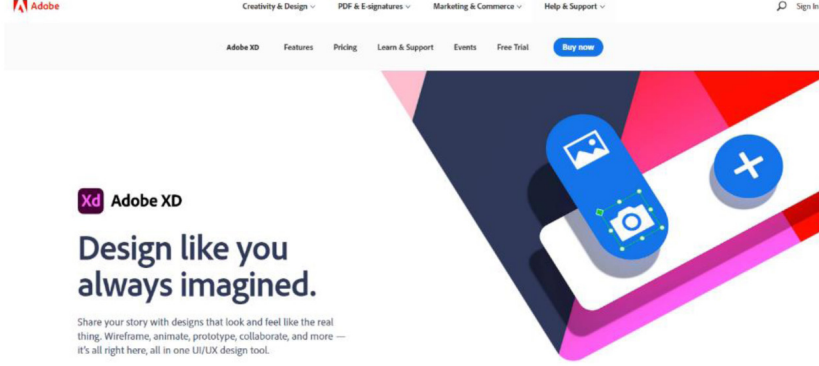 Adobe Creativity & Design PDF & E-signatures Marketing & Commerce Help & Support Sign In
Adobe XD Features Pricing Learn & Support Events Free Trial Buy now
Xd Adobe XD
Design like you
always imagined.
Share your story with designs that look and feel like the real
thing. Wireframe, animate, prototype, collaborate, and more —
it's all right here, all in one UI/UX design tool.